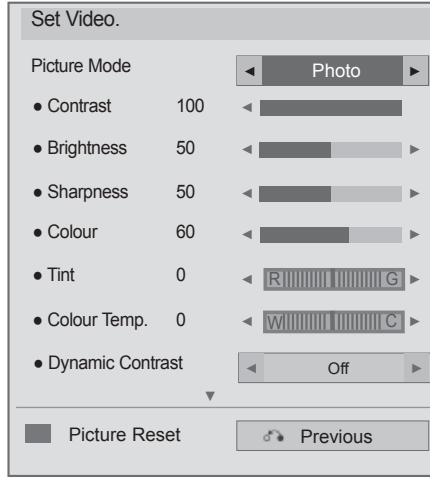 Set Video.
Picture Mode ◄ Photo ►
● Contrast 100 ◄
● Brightness 50 ◄ ►
● Sharpness 50 ◄ ►
● Colour 60 ◄ ►
● Tint 0 ◄ R G ►
● Colour Temp. 0 ◄ W C ►
● Dynamic Contrast ◄ Off ►
▼
Picture Reset Previous